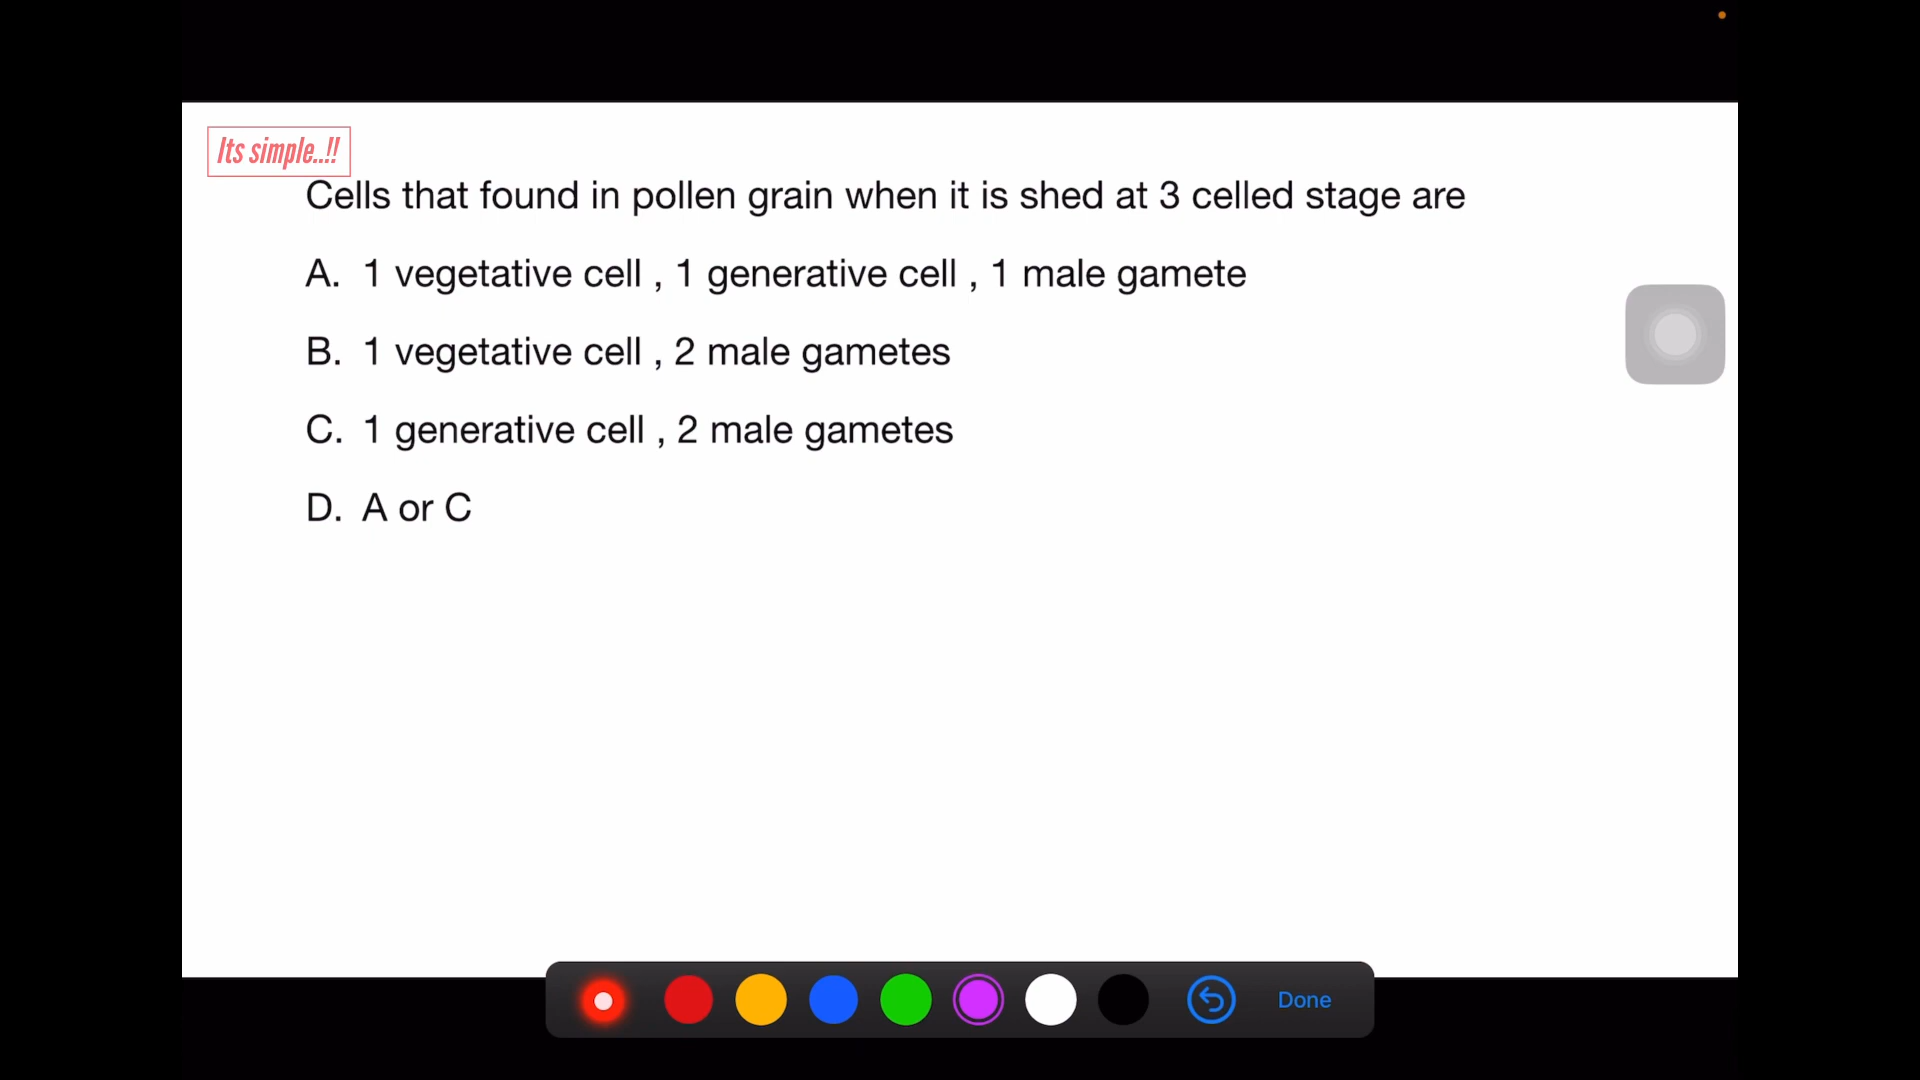 Its simple..!!
Cells that found in pollen grain when it is shed at 3 celled stage are
A. 1 vegetative cell , 1 generative cell , 1 male gamete
B. 1 vegetative cell , 2 male gametes
C. 1 generative cell , 2 male gametes
D. A or C
Done